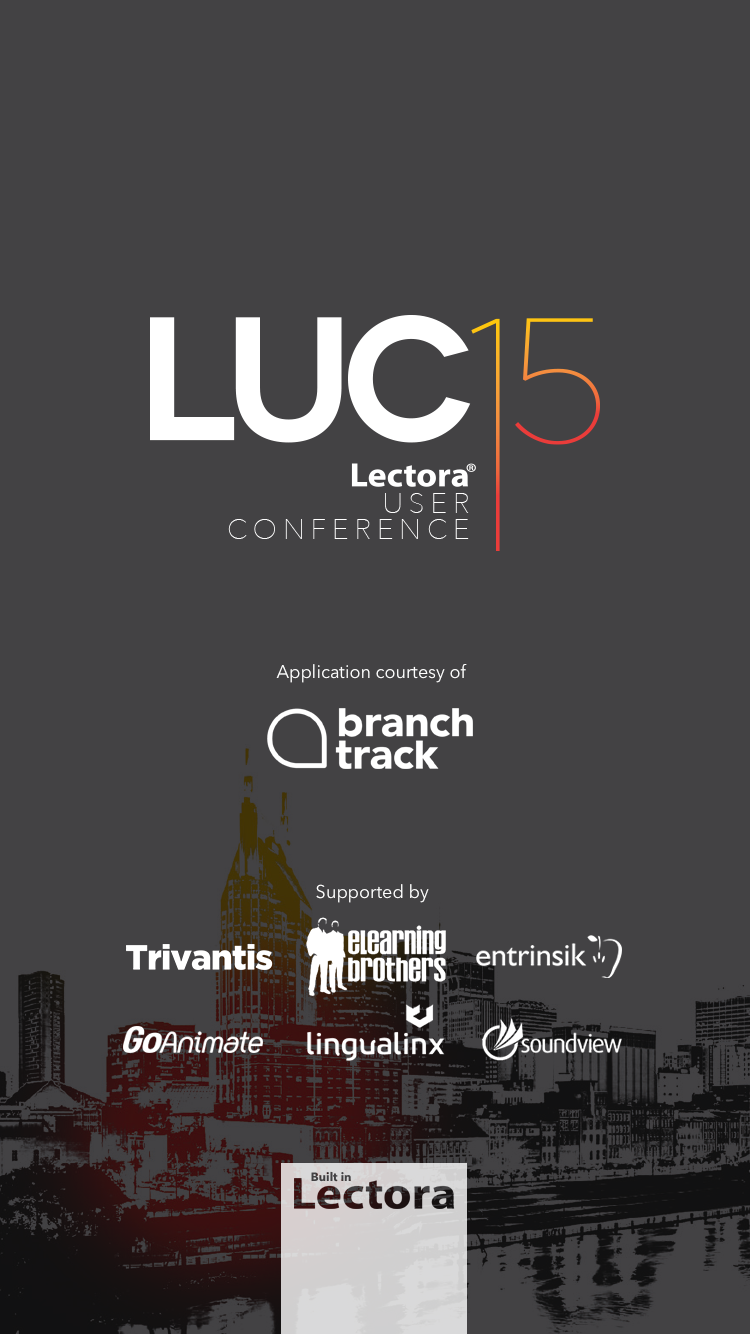 LUC15
Lectora®
USER
CONFERENCE
Application courtesy of
branch
track
Supported by
Trivantis
elearning
brothers
entrinsik
GoAnimate
lingualinx
soundview
Built in
Lectora